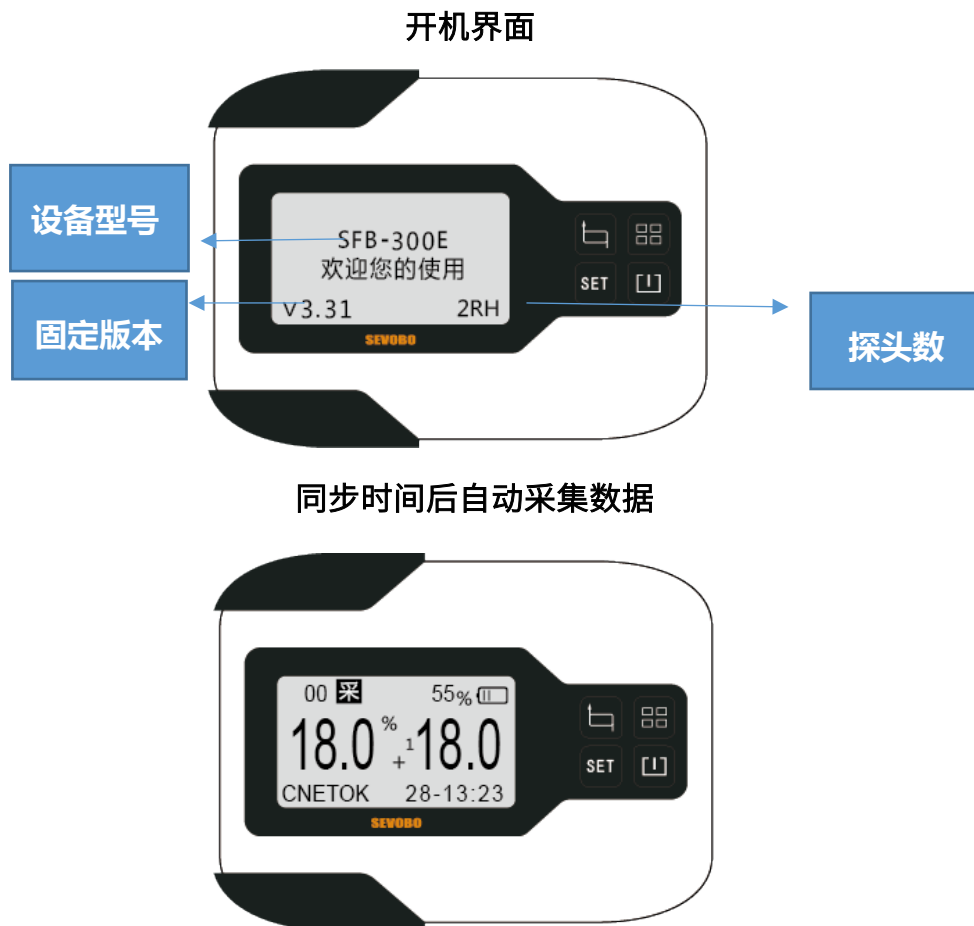 开机界面
设备型号
SFB-300E
欢迎您的使用
固定版本
V3.31 2RH
SET
SEVOBO
探头数
同步时间后自动采集数据
00 采 55%
18.0 % +1 18.0
SET
CNETOK 28-13:23
SEVOBO